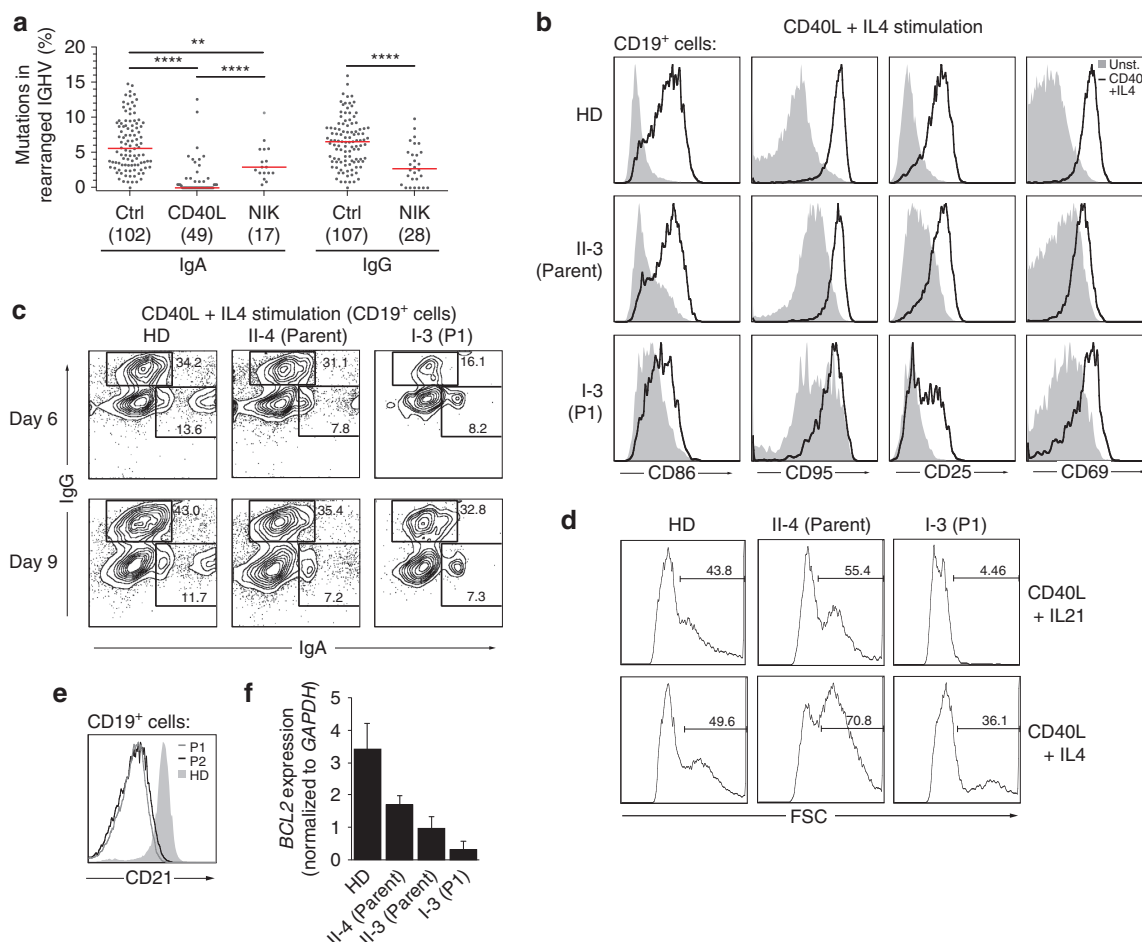 a
Mutations in
rearranged IGHV (%)
20
15
10
5
0
**
****
****
****
Ctrl
(102)
CD40L
(49)
NIK
(17)
Ctrl
(107)
NIK
(28)
IgA
IgG
b
CD40L + IL4 stimulation
CD19+ cells:
Unst.
CD40
+IL4
HD
II-3
(Parent)
I-3
(P1)
CD86
CD95
CD25
CD69
c
CD40L + IL4 stimulation (CD19+ cells)
HD
II-4 (Parent)
I-3 (P1)
Day 6
34.2
13.6
31.1
7.8
16.1
8.2
Day 9
43.0
11.7
35.4
7.2
32.8
7.3
IgG
IgA
d
HD
II-4 (Parent)
I-3 (P1)
43.8
55.4
4.46
CD40L
+ IL21
49.6
70.8
36.1
CD40L
+ IL4
FSC
e
CD19+ cells:
P1
P2
HD
CD21
f
BCL2 expression
(normalized to GAPDH)
5
4
3
2
1
0
HD
II-4 (Parent)
II-3 (Parent)
I-3 (P1)